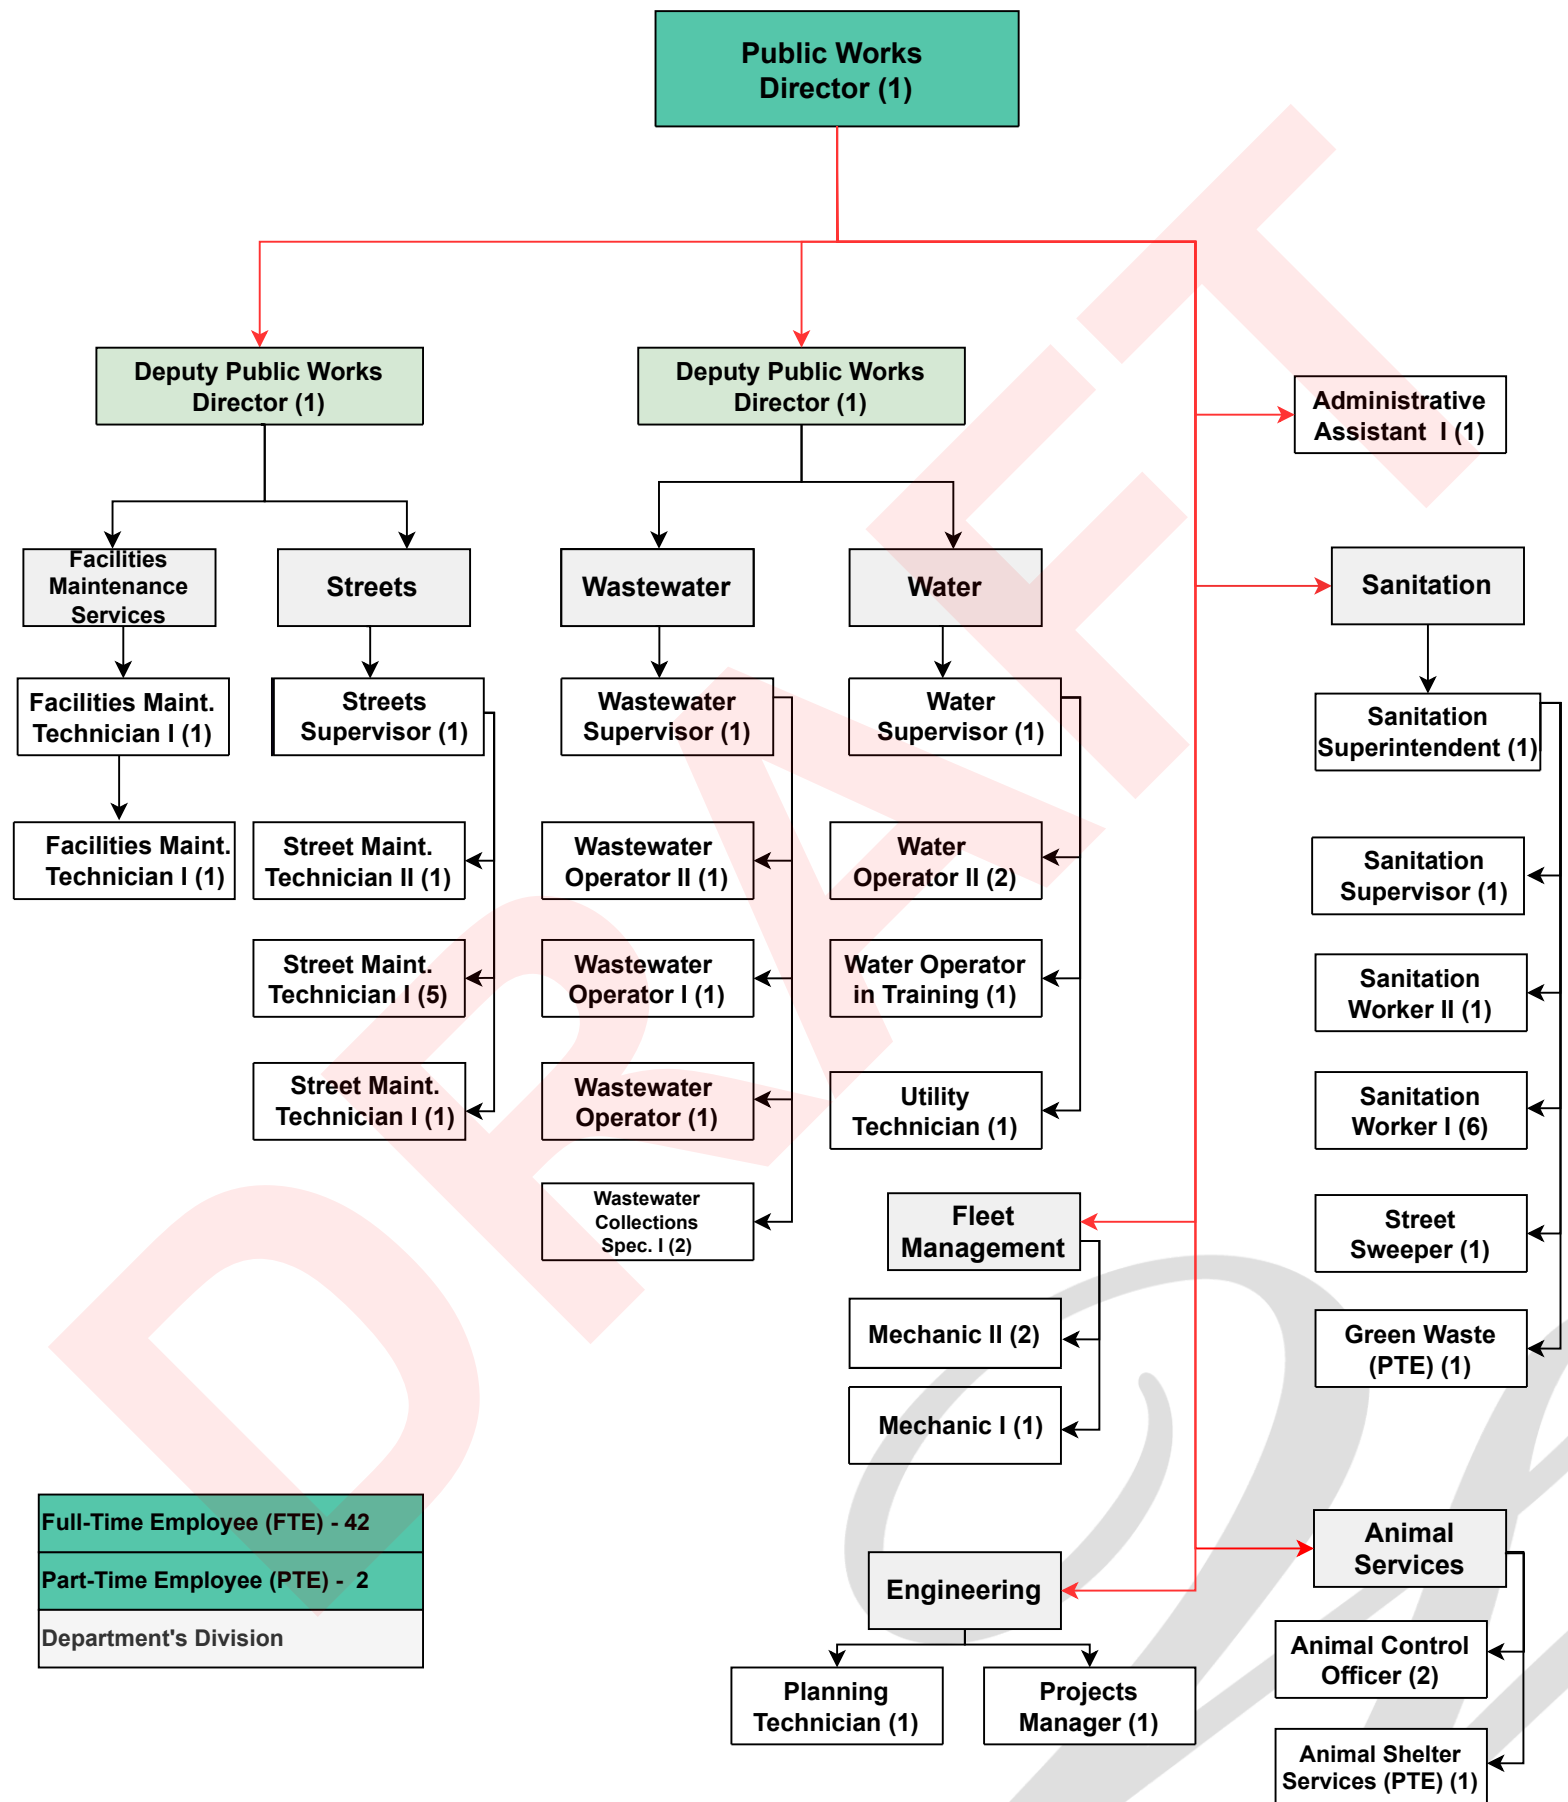 Public Works
Director (1)
Deputy Public Works
Director (1)
Deputy Public Works
Director (1)
Administrative
Assistant I (1)
Facilities
Maintenance
Services
Streets
Wastewater
Water
Sanitation
Facilities Maint.
Technician I (1)
Streets
Supervisor (1)
Wastewater
Supervisor (1)
Water
Supervisor (1)
Sanitation
Superintendent (1)
Facilities Maint.
Technician I (1)
Street Maint.
Technician II (1)
Wastewater
Operator II (1)
Water
Operator II (2)
Sanitation
Supervisor (1)
Street Maint.
Technician I (5)
Wastewater
Operator I (1)
Water Operator
in Training (1)
Sanitation
Worker II (1)
Street Maint.
Technician I (1)
Wastewater
Operator (1)
Utility
Technician (1)
Sanitation
Worker I (6)
Wastewater
Collections
Spec. I (2)
Fleet
Management
Street
Sweeper (1)
Mechanic II (2)
Green Waste
(PTE) (1)
Mechanic I (1)
Full-Time Employee (FTE) - 42
Part-Time Employee (PTE) - 2
Department's Division
Engineering
Animal
Services
Planning
Technician (1)
Projects
Manager (1)
Animal Control
Officer (2)
Animal Shelter
Services (PTE) (1)
DRAFT